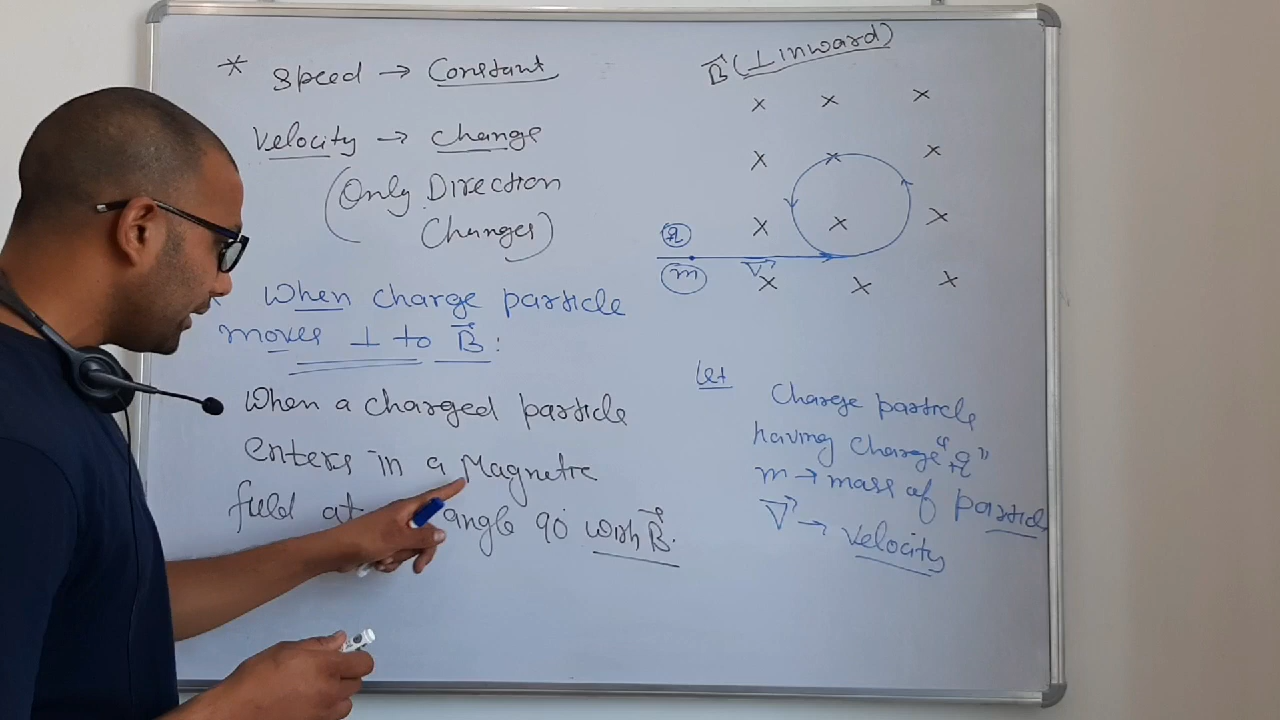 * Speed → Constant
Velocity → Change
(Only Direction
Changes)
When charge particle
moves ⊥ to B⃗ :
When a charged particle
enters in a Magnetic
field at angle 90° with B⃗.
B⃗ (⊥ inward)
× × ×
× × ×
× × ×
× × ×
q
m
V⃗
Let
Charge particle
having charge "+q"
m → mass of particle
V⃗ → Velocity